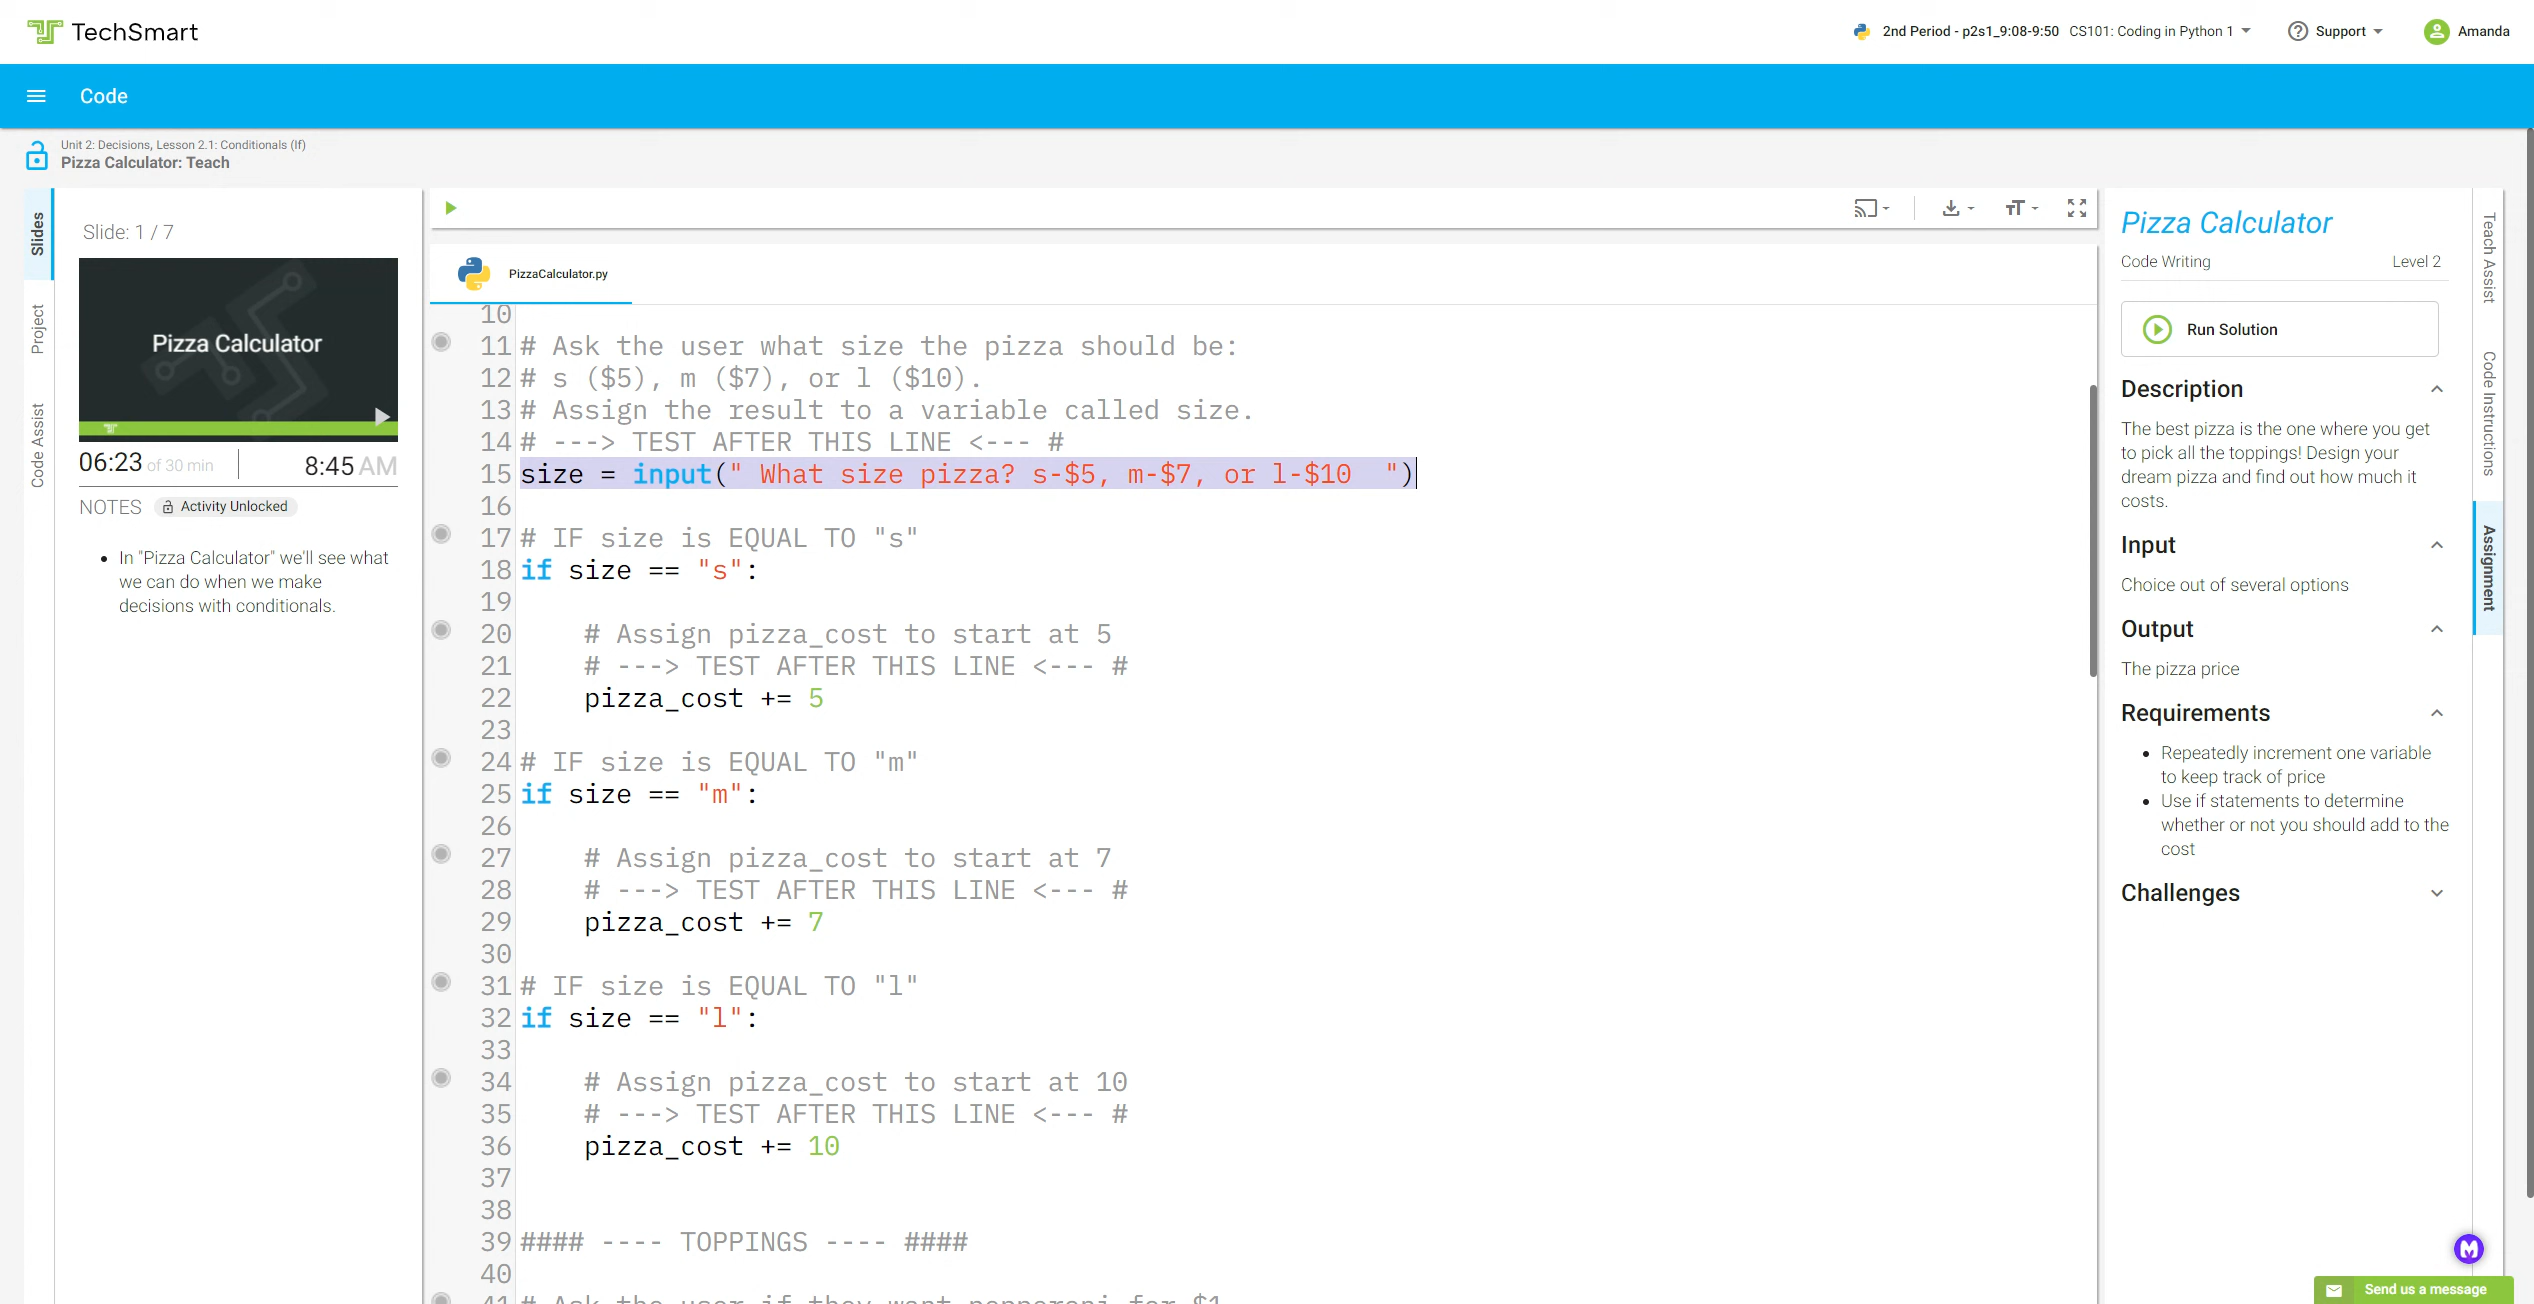 TechSmart
2nd Period - p2s1_9:08-9:50 CS101: Coding in Python 1
Support
Amanda
Code
Unit 2: Decisions, Lesson 2.1: Conditionals (If)
Pizza Calculator: Teach
Slides
Project
Code Assist
Slide: 1 / 7
Pizza Calculator
06:23 of 30 min
8:45 AM
NOTES
Activity Unlocked
• In "Pizza Calculator" we'll see what
we can do when we make
decisions with conditionals.
PizzaCalculator.py
10
11 # Ask the user what size the pizza should be:
12 # s ($5), m ($7), or l ($10).
13 # Assign the result to a variable called size.
14 # ---> TEST AFTER THIS LINE <--- #
15 size = input(" What size pizza? s-$5, m-$7, or l-$10  ")
16
17 # IF size is EQUAL TO "s"
18 if size == "s":
19
20     # Assign pizza_cost to start at 5
21     # ---> TEST AFTER THIS LINE <--- #
22     pizza_cost += 5
23
24 # IF size is EQUAL TO "m"
25 if size == "m":
26
27     # Assign pizza_cost to start at 7
28     # ---> TEST AFTER THIS LINE <--- #
29     pizza_cost += 7
30
31 # IF size is EQUAL TO "l"
32 if size == "l":
33
34     # Assign pizza_cost to start at 10
35     # ---> TEST AFTER THIS LINE <--- #
36     pizza_cost += 10
37
38
39 #### ---- TOPPINGS ---- ####
40
41 # Ask the user if they want pepperoni for $1
Pizza Calculator
Code Writing
Level 2
Run Solution
Description
The best pizza is the one where you get
to pick all the toppings! Design your
dream pizza and find out how much it
costs.
Input
Choice out of several options
Output
The pizza price
Requirements
• Repeatedly increment one variable
to keep track of price
• Use if statements to determine
whether or not you should add to the
cost
Challenges
Teach Assist
Code Instructions
Assignment
Send us a message